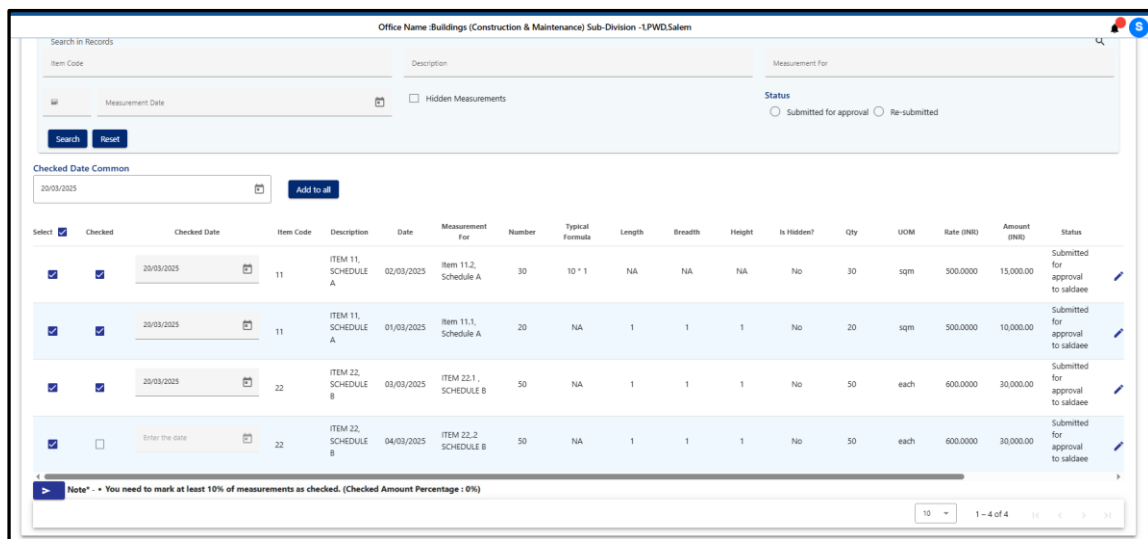 Office Name :Buildings (Construction & Maintenance) Sub-Division -1,PWD,Salem
S
Search in Records
Item Code Description Measurement For
Measurement Date Hidden Measurements Status
Submitted for approval Re-submitted
Search Reset
Checked Date Common
20/03/2025 Add to all
Select Checked Checked Date Item Code Description Date Measurement For Number Typical Formula Length Breadth Height Is Hidden? Qty UOM Rate (INR) Amount (INR) Status
20/03/2025 11 ITEM 11, SCHEDULE A 02/03/2025 Item 11.2, Schedule A 30 10 * 1 NA NA NA No 30 sqm 500.0000 15,000.00 Submitted for approval to saldaee
20/03/2025 11 ITEM 11, SCHEDULE A 01/03/2025 Item 11.1, Schedule A 20 NA 1 1 1 No 20 sqm 500.0000 10,000.00 Submitted for approval to saldaee
20/03/2025 22 ITEM 22, SCHEDULE B 03/03/2025 ITEM 22.1 , SCHEDULE B 50 NA 1 1 1 No 50 each 600.0000 30,000.00 Submitted for approval to saldaee
Enter the date 22 ITEM 22, SCHEDULE B 04/03/2025 ITEM 22,.2 SCHEDULE B 50 NA 1 1 1 No 50 each 600.0000 30,000.00 Submitted for approval to saldaee
Note* - • You need to mark at least 10% of measurements as checked. (Checked Amount Percentage : 0%)
10 1 – 4 of 4